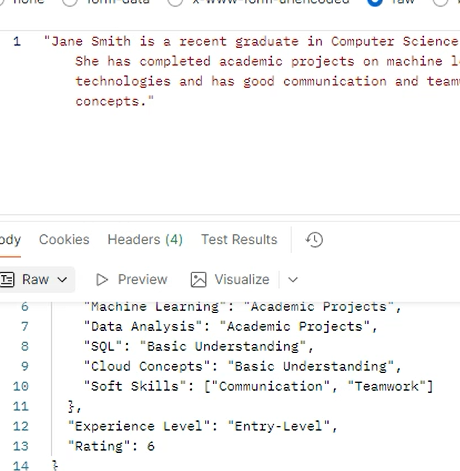 none form-data x-www-form-urlencoded raw
1 "Jane Smith is a recent graduate in Computer Science
She has completed academic projects on machine
technologies and has good communication and
concepts."
Cookies Headers (4) Test Results
Raw Preview Visualize
6 "Machine Learning": "Academic Projects",
7 "Data Analysis": "Academic Projects",
8 "SQL": "Basic Understanding",
9 "Cloud Concepts": "Basic Understanding",
10 "Soft Skills": ["Communication", "Teamwork"]
11 },
12 "Experience Level": "Entry-Level",
13 "Rating": 6
14 }